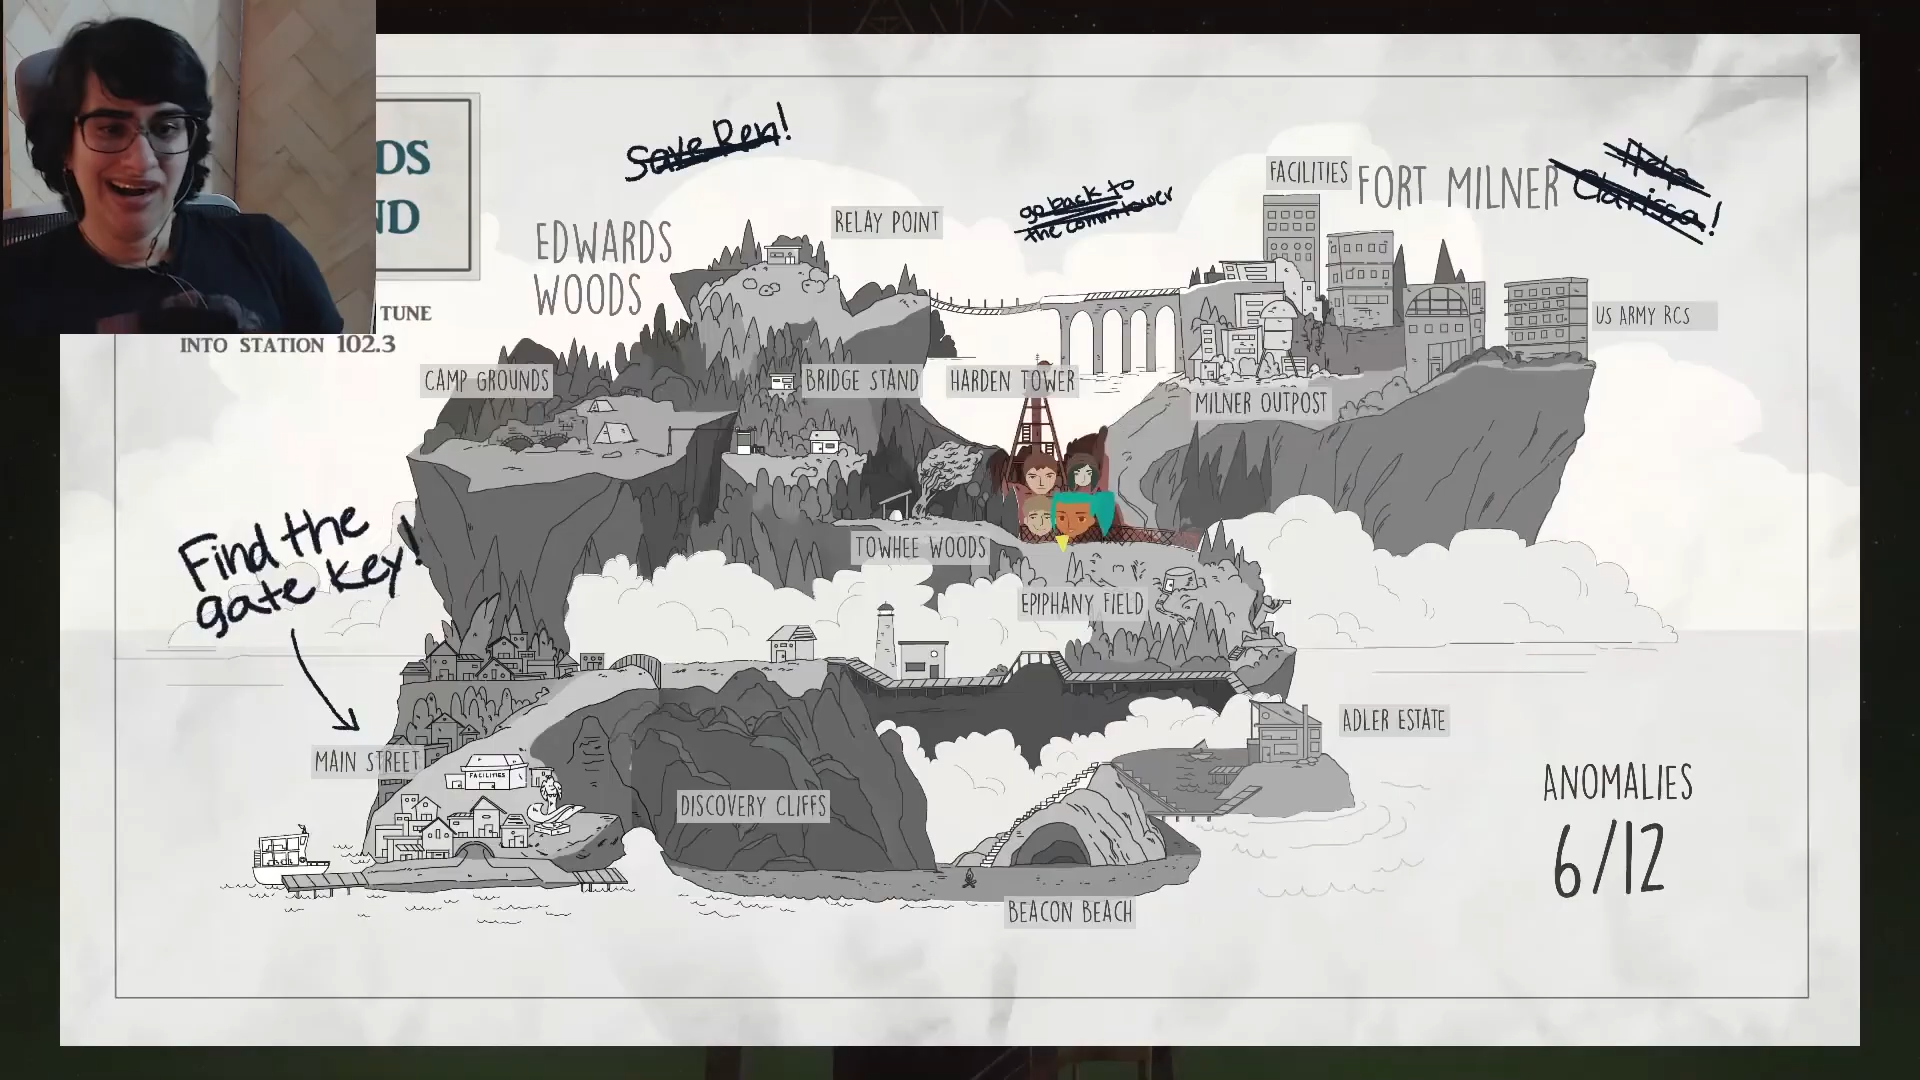 DS
ND
TUNE
INTO STATION 102.3
Save Ren!
go back to
the comm tower
Help
Clarissa!
EDWARDS
WOODS
RELAY POINT
FACILITIES
FORT MILNER
US ARMY RCS
CAMP GROUNDS
BRIDGE STAND
HARDEN TOWER
MILNER OUTPOST
Find the
gate key!
TOWHEE WOODS
EPIPHANY FIELD
MAIN STREET
FACILITIES
DISCOVERY CLIFFS
ADLER ESTATE
BEACON BEACH
ANOMALIES
6/12